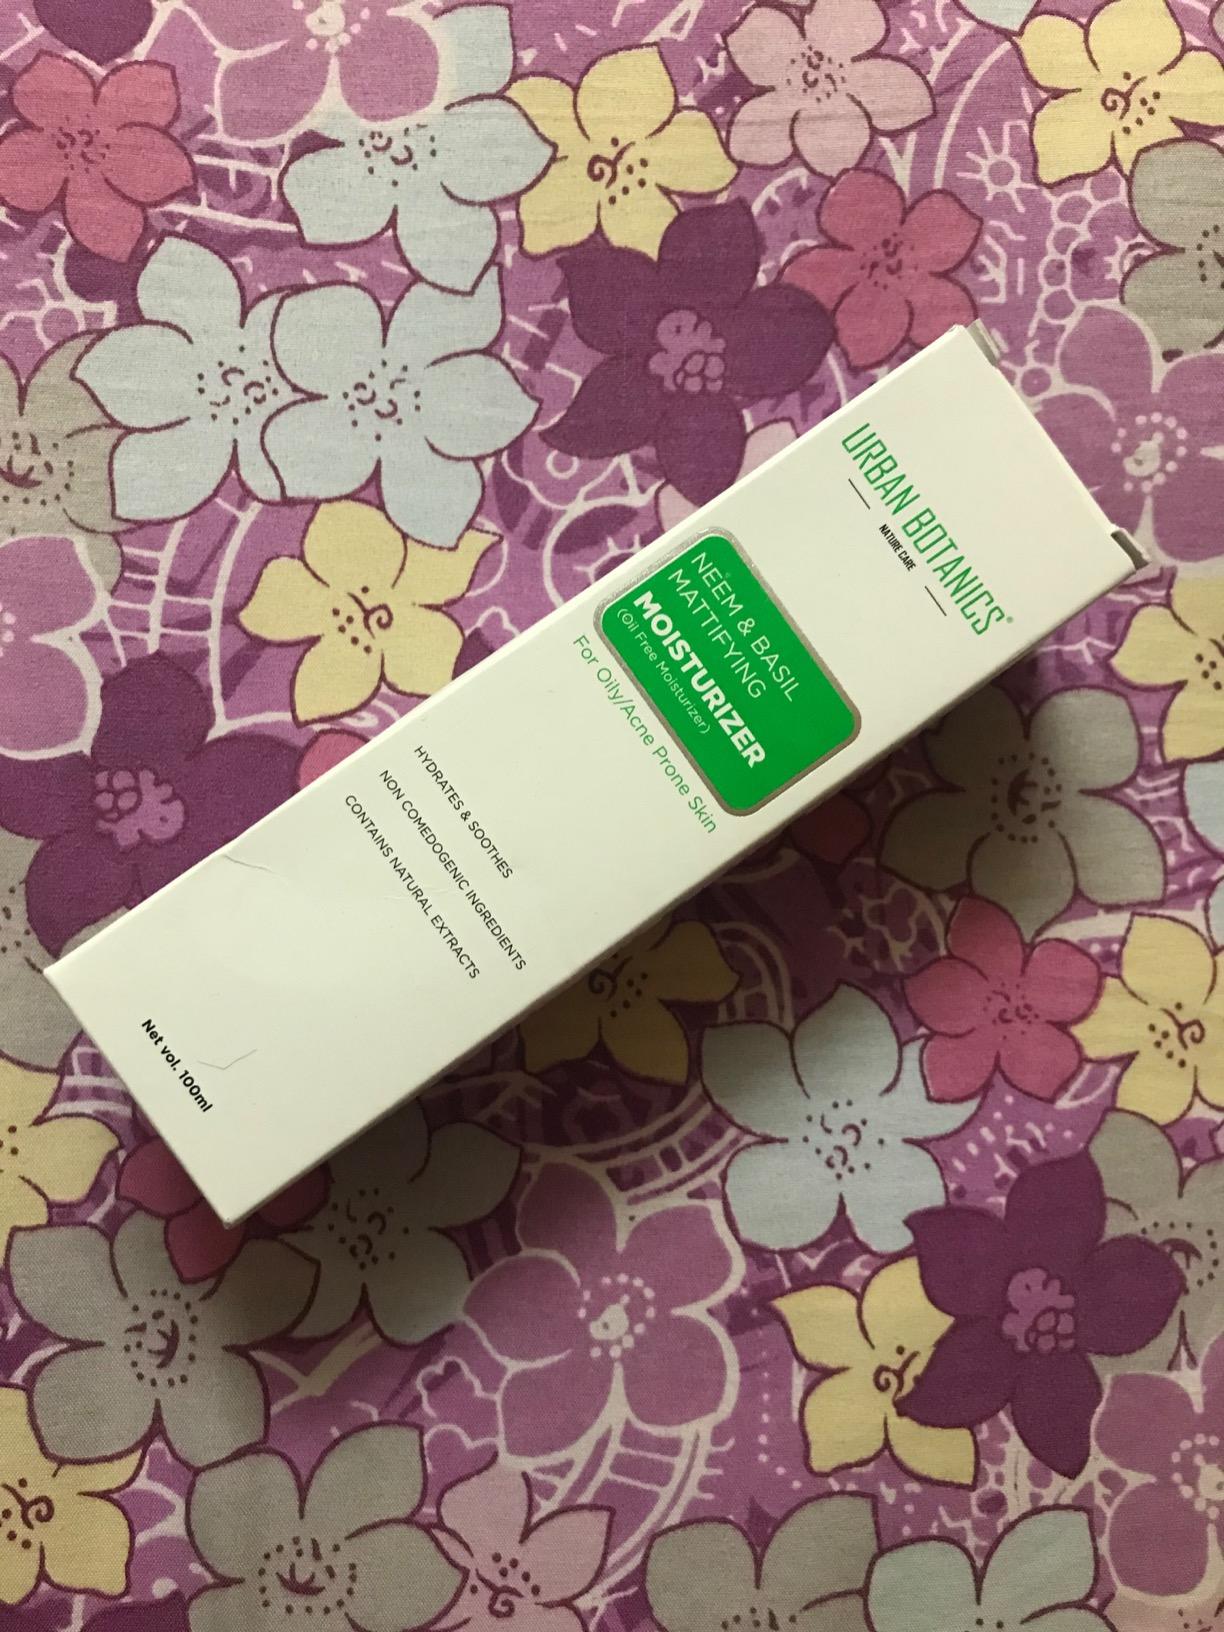 URBAN BOTANICS®
NATURE CARE
NEEM & BASIL
MATTIFYING
MOISTURIZER
(Oil Free Moisturizer)
For Oily/Acne Prone Skin
HYDRATES & SOOTHES
NON COMEDOGENIC INGREDIENTS
CONTAINS NATURAL EXTRACTS
Net vol. 100ml